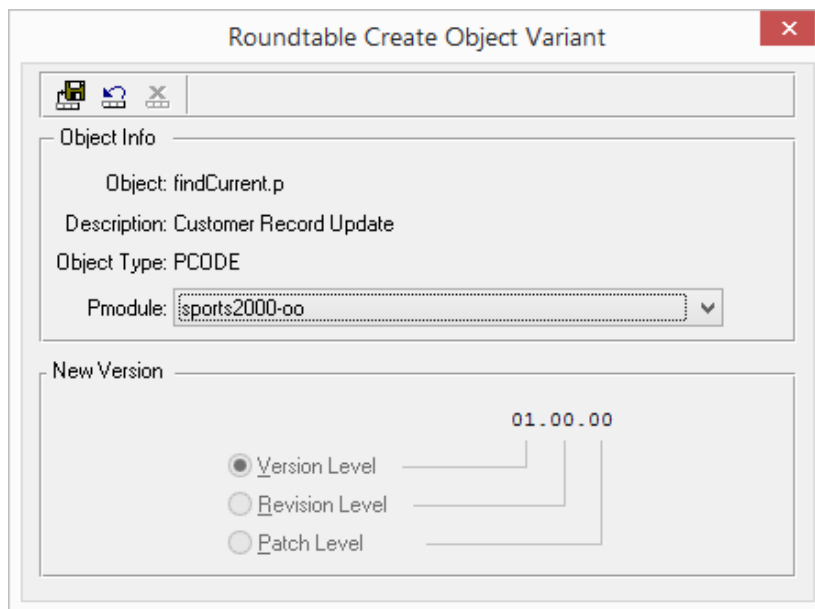 Roundtable Create Object Variant
Object Info
Object: findCurrent.p
Description: Customer Record Update
Object Type: PCODE
Pmodule: sports2000-oo
New Version
01.00.00
Version Level
Revision Level
Patch Level